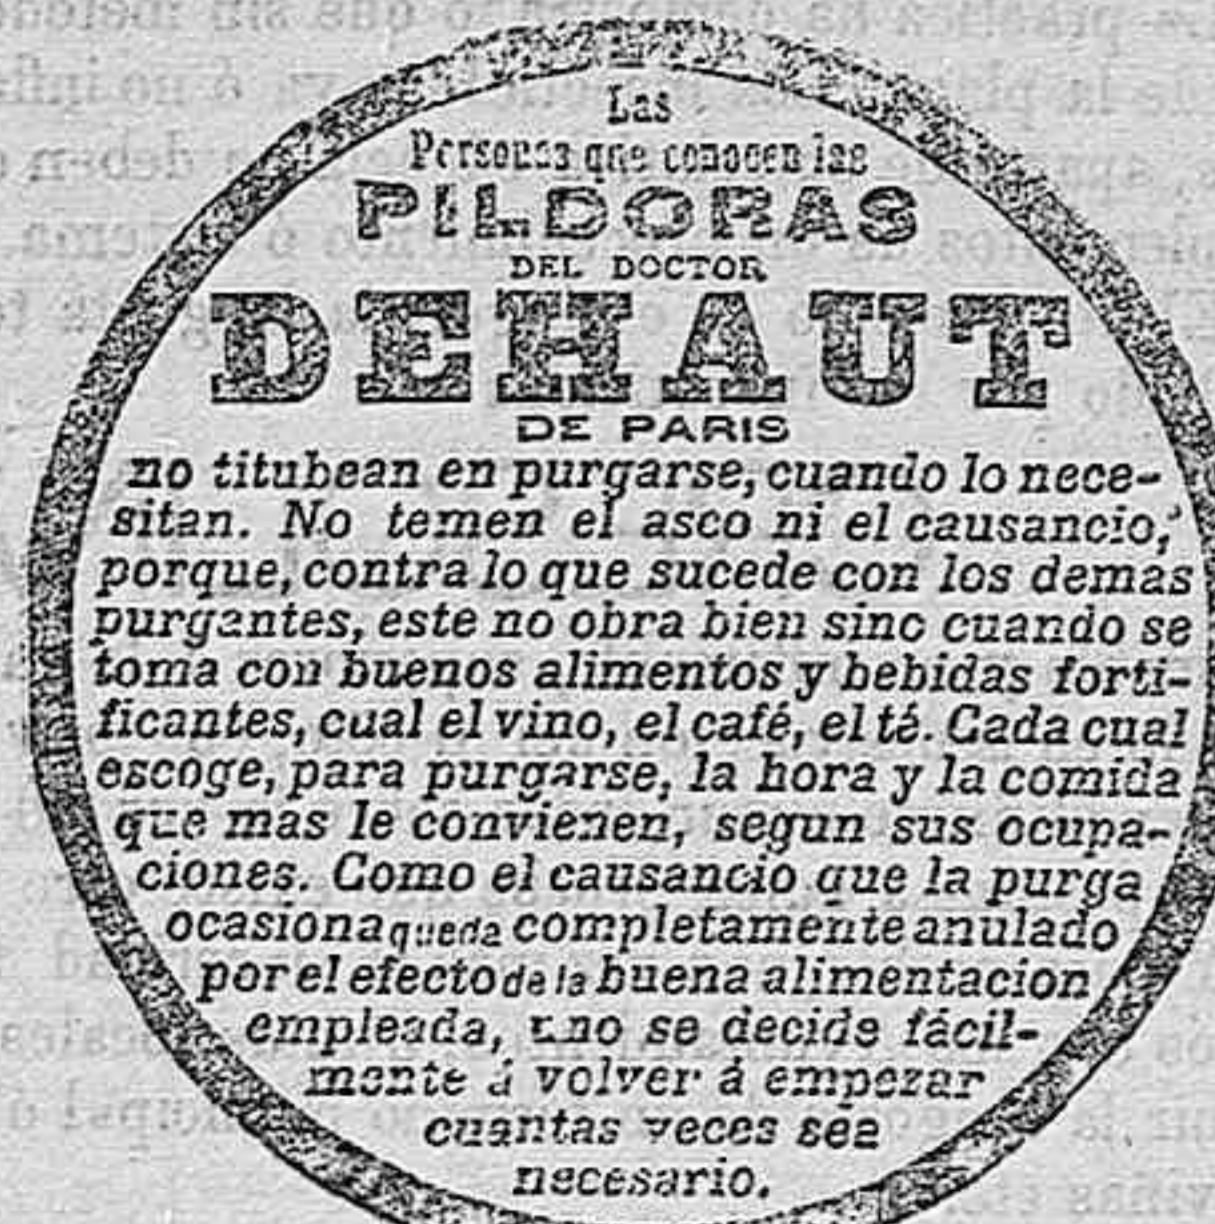 Las
Personas que conocen las
PILDORAS
DEL DOCTOR
DEHAUT
DE PARIS
no titubean en purgarse, cuando lo nece-
sitan. No temen el asco ni el causancio,
porque, contra lo que sucede con los demas
purgantes, este no obra bien sino cuando se
toma con buenos alimentos y bebidas forti-
ficantes, cual el vino, el café, el té. Cada cual
escoge, para purgarse, la hora y la comida
que mas le convienen, segun sus ocupa-
ciones. Como el causancio que la purga
ocasiona queda completamente anulado
por el efecto de la buena alimentacion
empleada, uno se decide fácil-
mente á volver á empezar
cuantas veces sea
necesario.